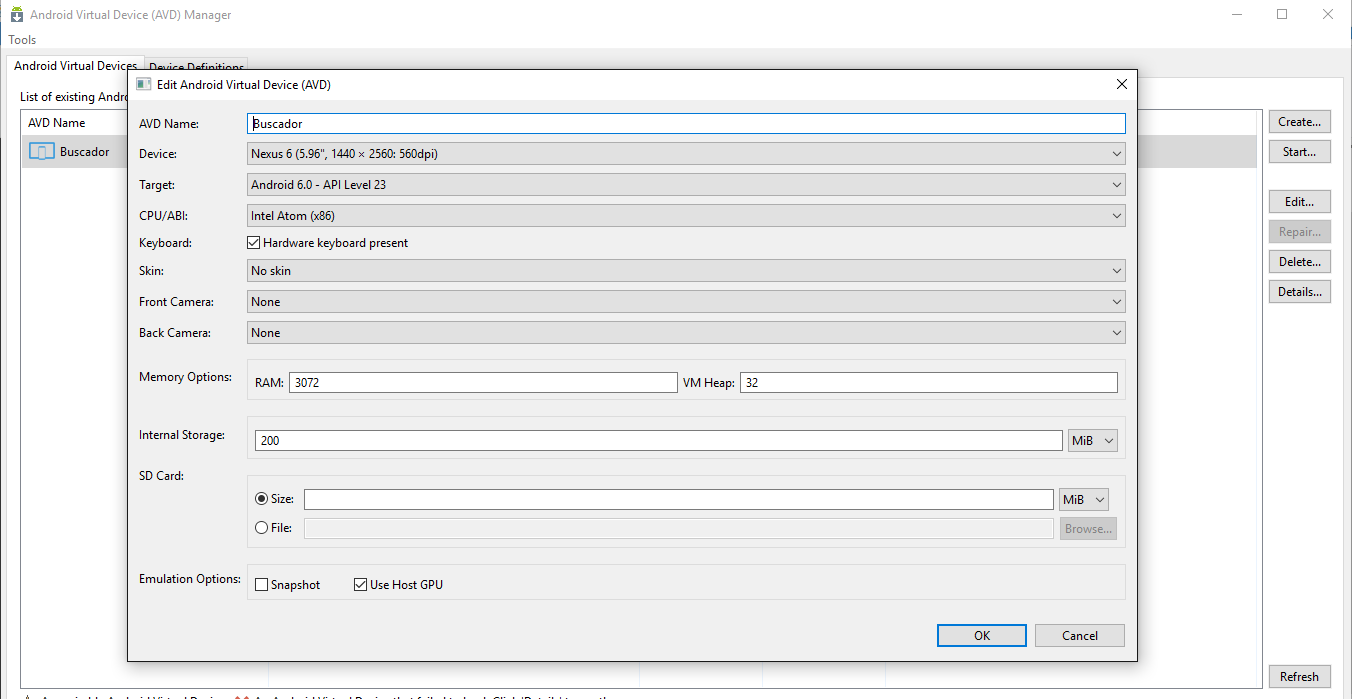 Android Virtual Device (AVD) Manager
Tools
Android Virtual Devices Device Definitions
Edit Android Virtual Device (AVD)
List of existing
AVD Name
Buscador
AVD Name: Buscador
Device: Nexus 6 (5.96", 1440 × 2560: 560dpi)
Target: Android 6.0 - API Level 23
CPU/ABI: Intel Atom (x86)
Keyboard: Hardware keyboard present
Skin: No skin
Front Camera: None
Back Camera: None
Memory Options: RAM: 3072 VM Heap: 32
Internal Storage: 200 MiB
SD Card:
Size: MiB
File: Browse...
Emulation Options: Snapshot Use Host GPU
OK Cancel
Create...
Start...
Edit...
Repair...
Delete...
Details...
Refresh